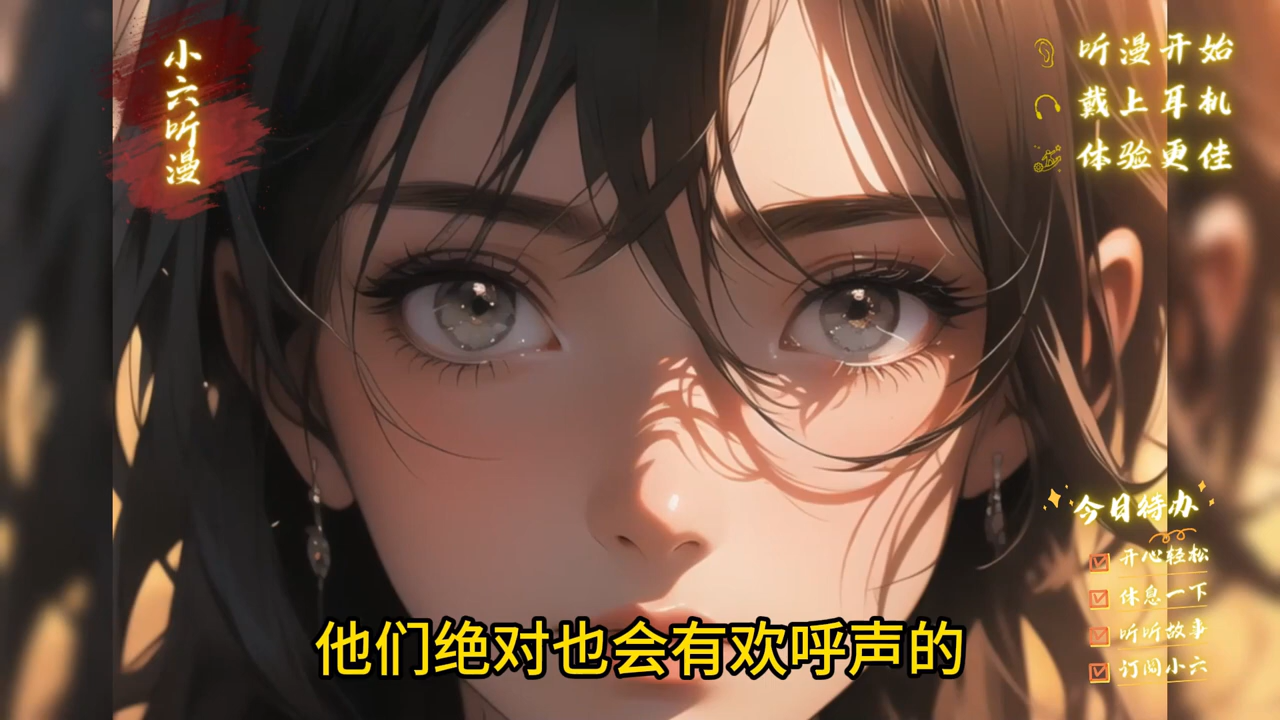 小六听漫
听漫开始
戴上耳机
体验更佳
今日待办
开心轻松
休息一下
听听故事
订阅小六
他们绝对也会有欢呼声的